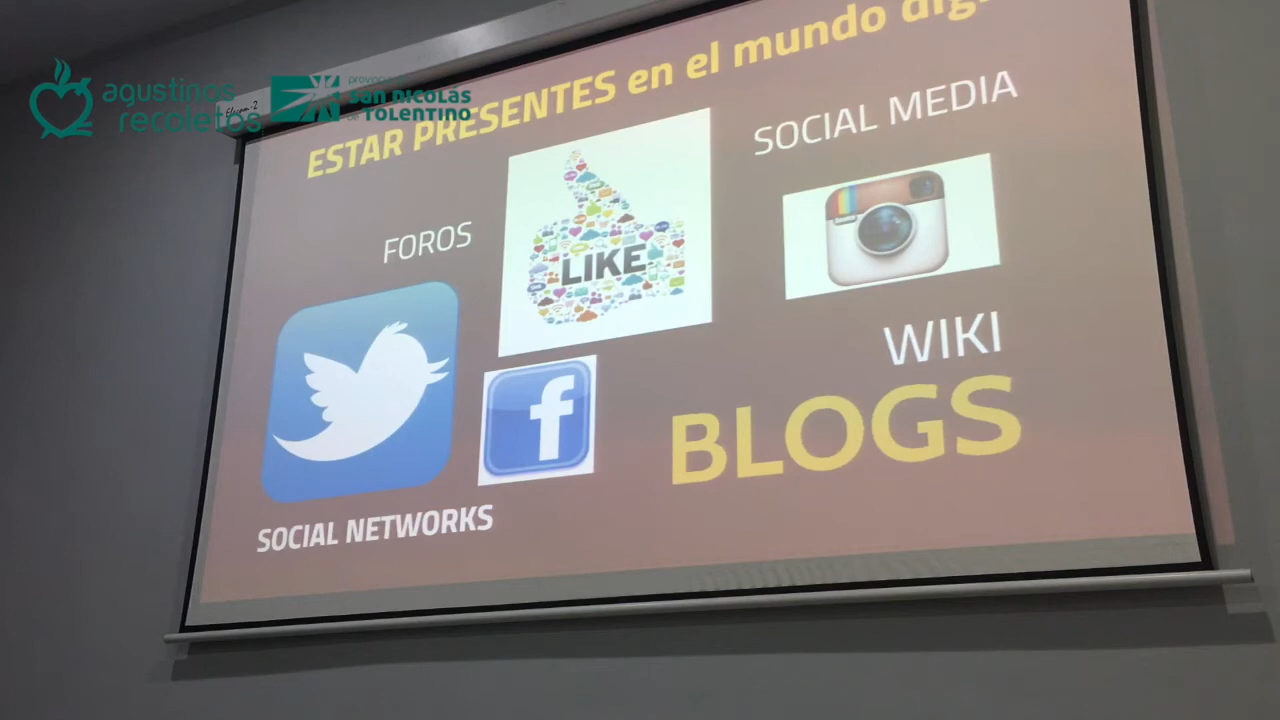 agustinos
recoletos
provincia
SAN NICOLÁS
de TOLENTINO
ESTAR PRESENTES en el mundo
SOCIAL MEDIA
FOROS
LIKE
WIKI
BLOGS
f
SOCIAL NETWORKS